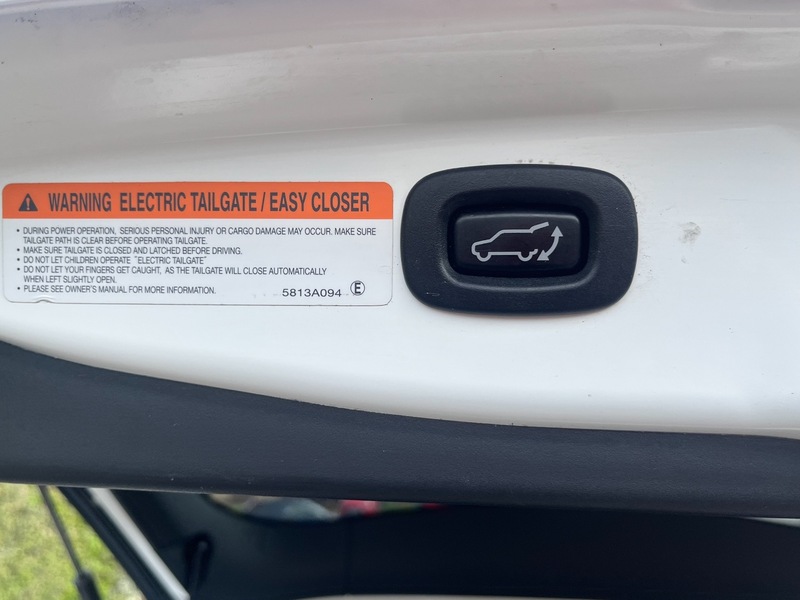 WARNING ELECTRIC TAILGATE / EASY CLOSER
• DURING POWER OPERATION, SERIOUS PERSONAL INJURY OR CARGO DAMAGE MAY OCCUR. MAKE SURE
TAILGATE PATH IS CLEAR BEFORE OPERATING TAILGATE.
• MAKE SURE TAILGATE IS CLOSED AND LATCHED BEFORE DRIVING.
• DO NOT LET CHILDREN OPERATE "ELECTRIC TAILGATE"
• DO NOT LET YOUR FINGERS GET CAUGHT, AS THE TAILGATE WILL CLOSE AUTOMATICALLY
WHEN LEFT SLIGHTLY OPEN.
• PLEASE SEE OWNER'S MANUAL FOR MORE INFORMATION.
5813A094 Ⓔ